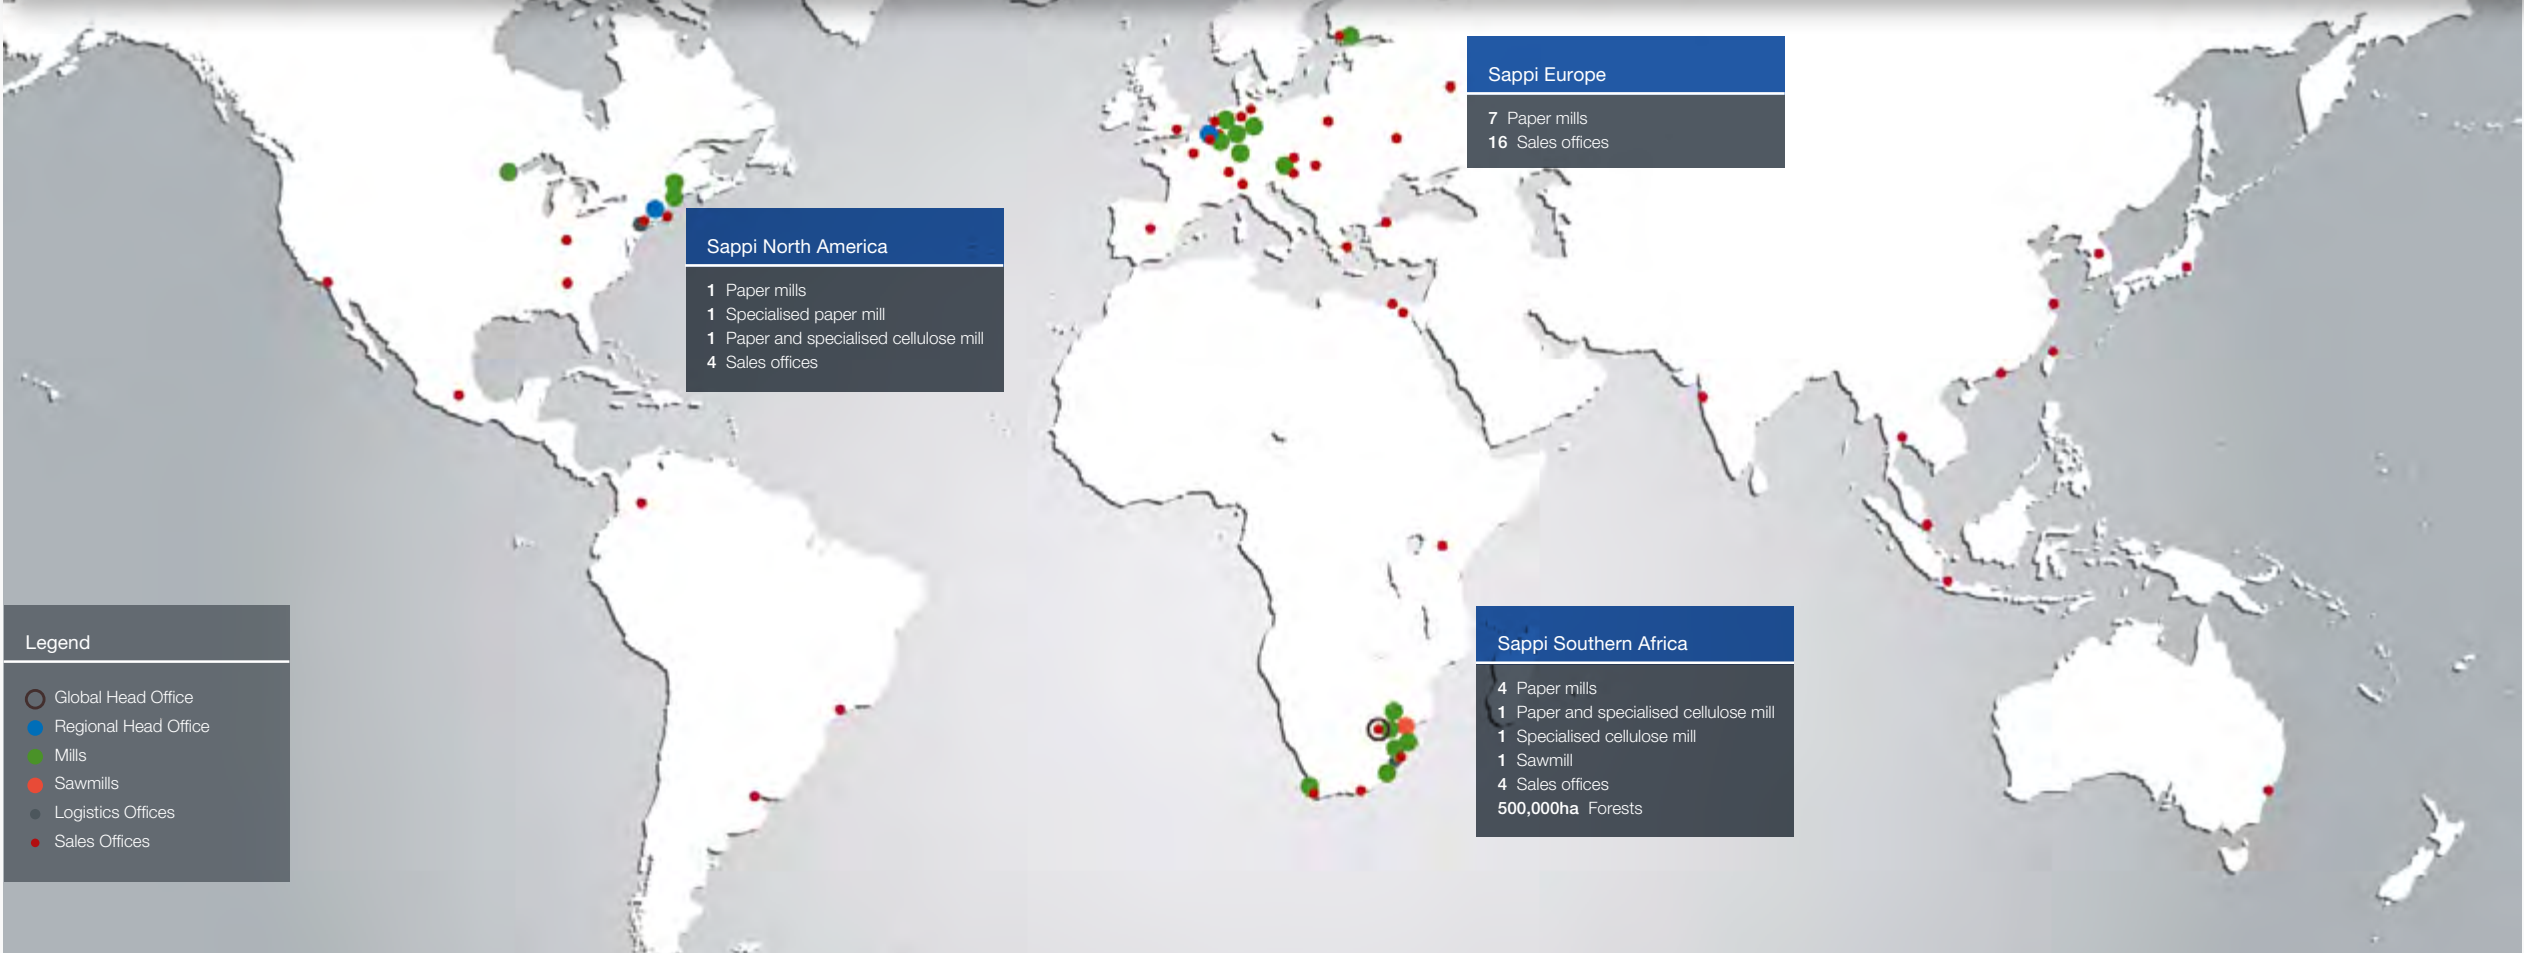 Sappi Europe
7 Paper mills
16 Sales offices
Sappi North America
1 Paper mills
1 Specialised paper mill
1 Paper and specialised cellulose mill
4 Sales offices
Legend
Global Head Office
Regional Head Office
Mills
Sawmills
Logistics Offices
Sales Offices
Sappi Southern Africa
4 Paper mills
1 Paper and specialised cellulose mill
1 Specialised cellulose mill
1 Sawmill
4 Sales offices
500,000ha Forests